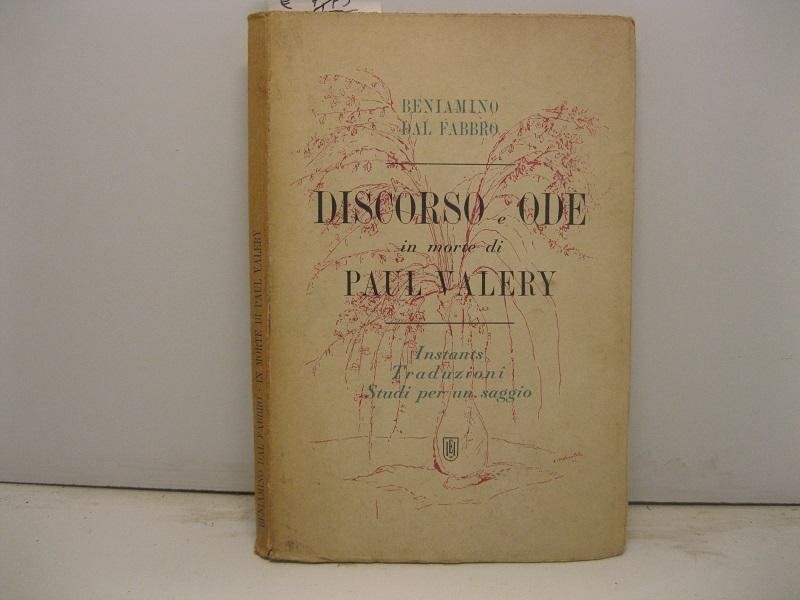 BENIAMINO
DAL FABBRO
DISCORSO e ODE
in morte di
PAUL VALERY
Instants
Traduzioni
Studi per un saggio
BENIAMINO DAL FABBRO - IN MORTE DI PAUL VALERY